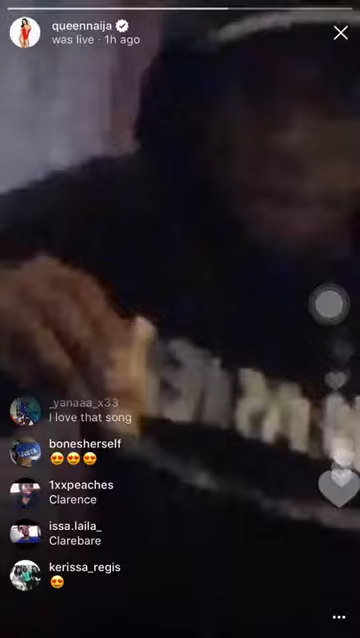 queennaija
was live · 1h ago
_yanaaa_x33
I love that song
bonesherself
😍😍😍
1xxpeaches
Clarence
issa.laila_
Clarebare
kerissa_regis
😍